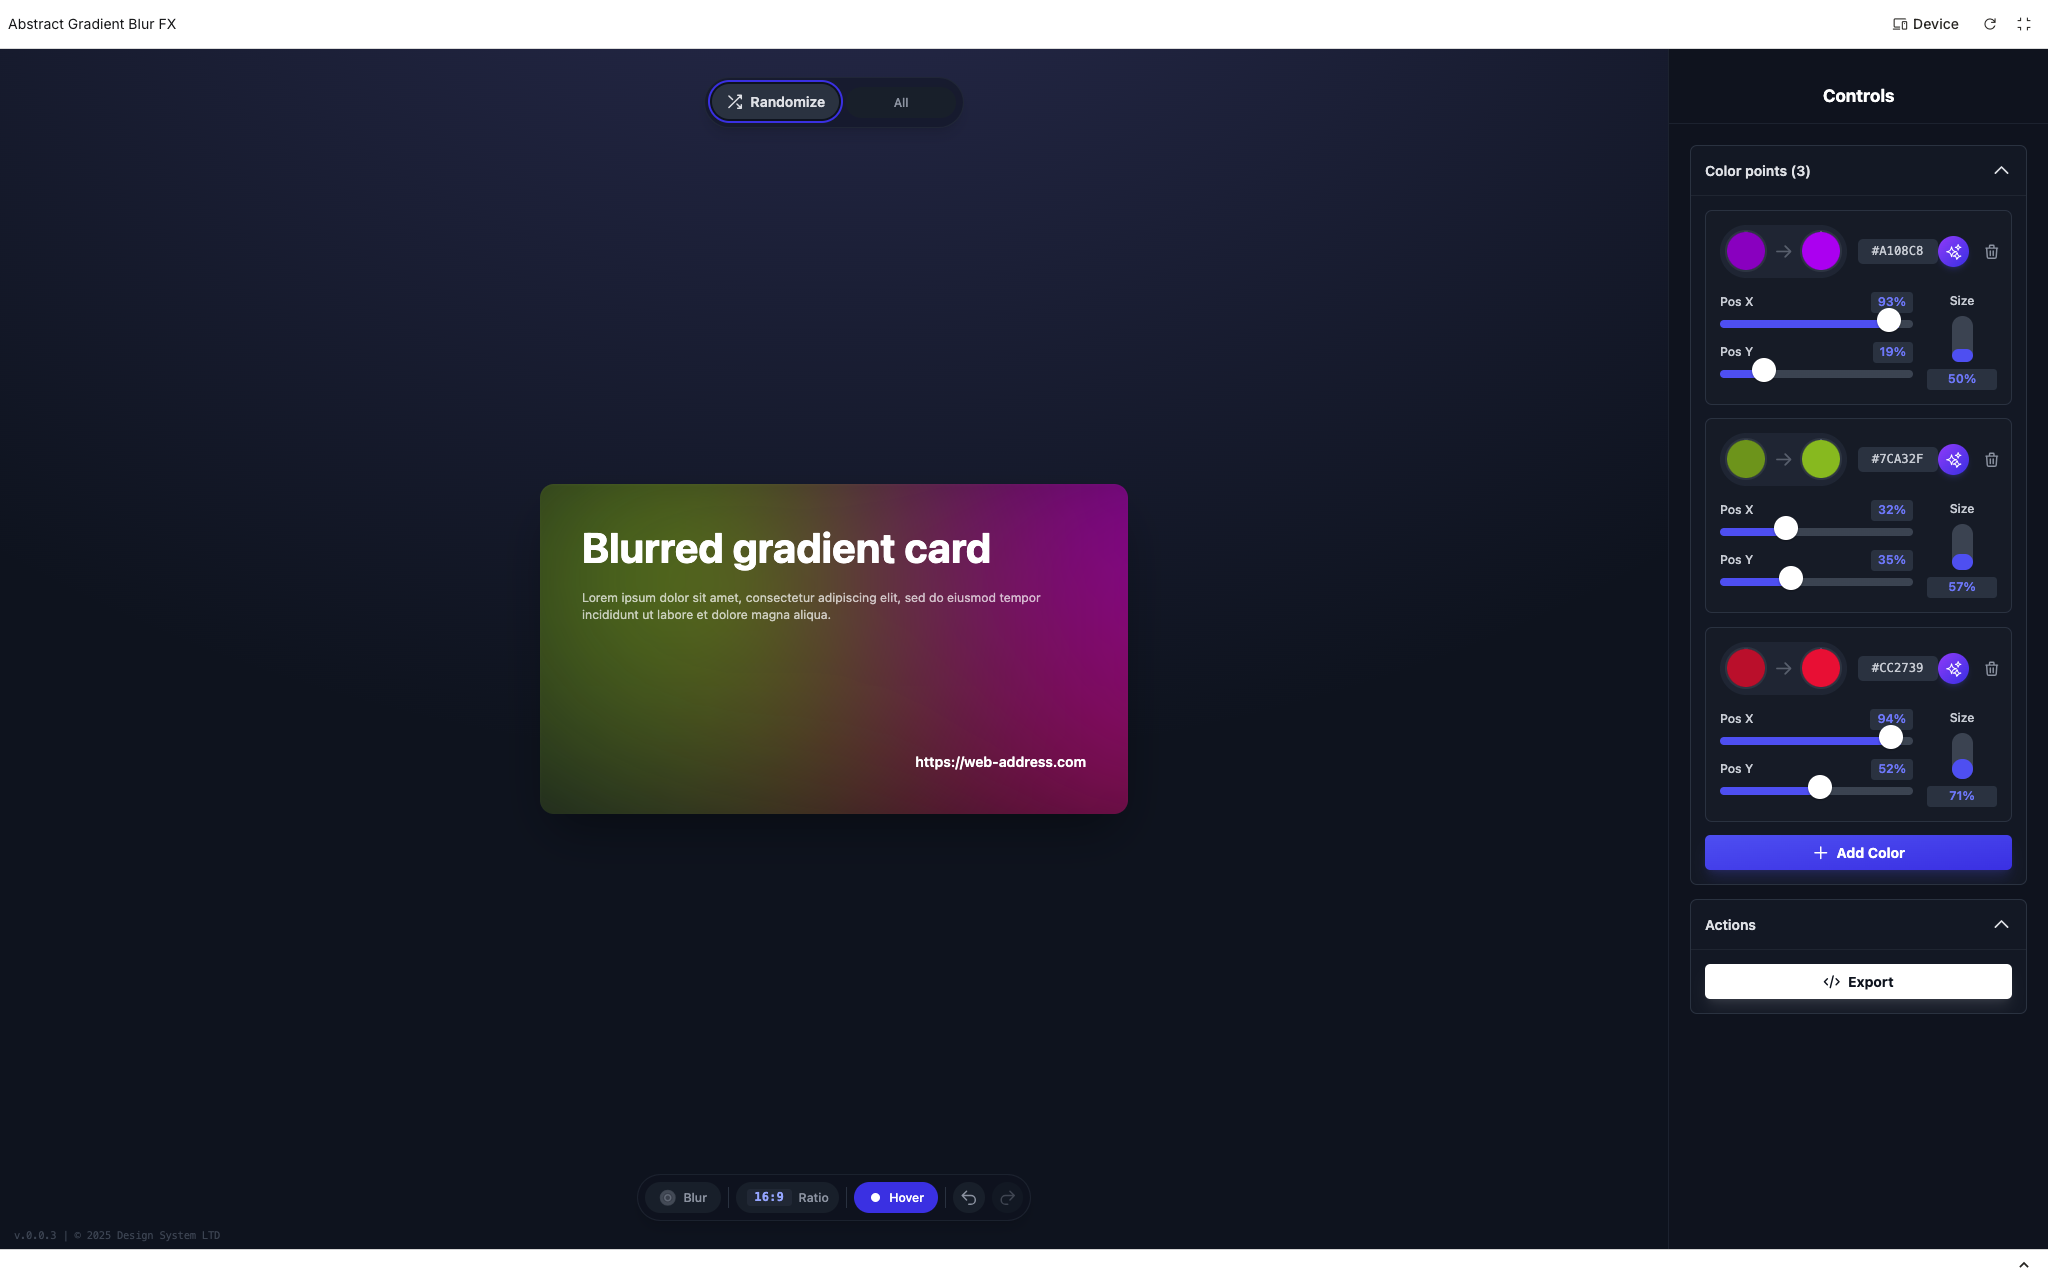 Abstract Gradient Blur FX
Device
Randomize
All
Controls
Color points (3)
#A108C8
Pos X
93%
Size
Pos Y
19%
50%
#7CA32F
Pos X
32%
Size
Pos Y
35%
57%
#CC2739
Pos X
94%
Size
Pos Y
52%
71%
Add Color
Actions
Export
Blurred gradient card
Lorem ipsum dolor sit amet, consectetur adipiscing elit, sed do eiusmod tempor
incididunt ut labore et dolore magna aliqua.
https://web-address.com
Blur
16:9 Ratio
Hover
v.0.0.3 | © 2025 Design System LTD